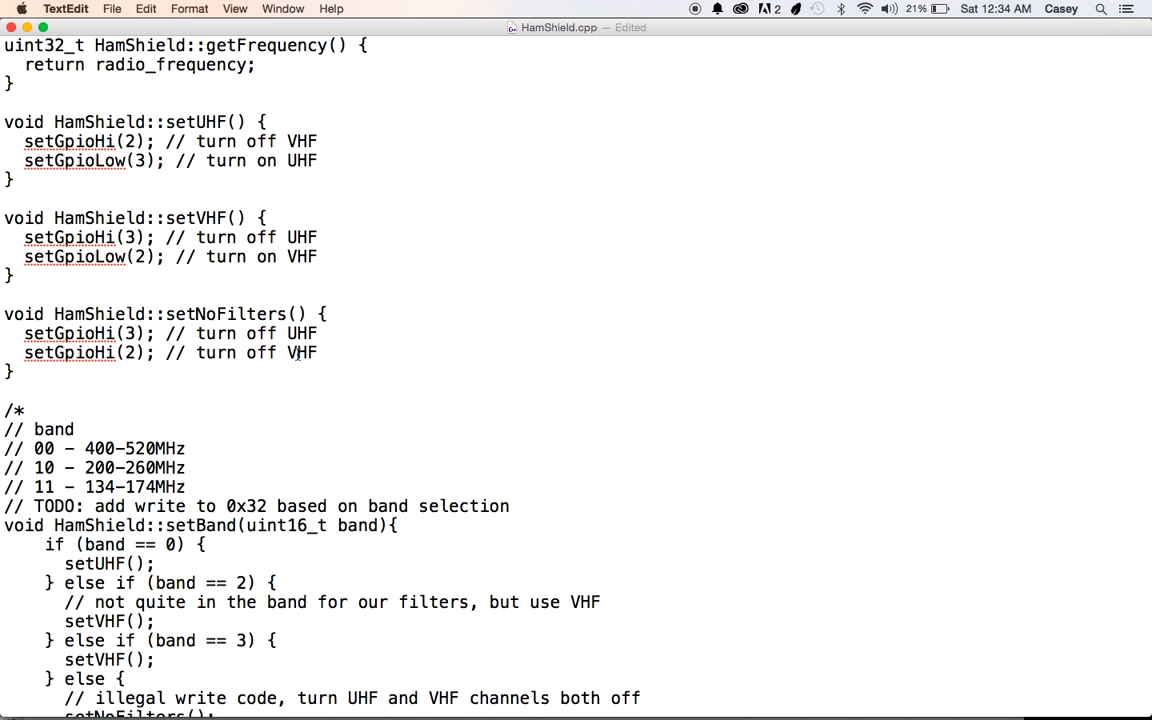 TextEdit File Edit Format View Window Help 2 21% Sat 12:34 AM Casey
HamShield.cpp — Edited
uint32_t HamShield::getFrequency() {
  return radio_frequency;
}

void HamShield::setUHF() {
  setGpioHi(2); // turn off VHF
  setGpioLow(3); // turn on UHF
}

void HamShield::setVHF() {
  setGpioHi(3); // turn off UHF
  setGpioLow(2); // turn on VHF
}

void HamShield::setNoFilters() {
  setGpioHi(3); // turn off UHF
  setGpioHi(2); // turn off VHF
}

/*
// band
// 00 - 400-520MHz
// 10 - 200-260MHz
// 11 - 134-174MHz
// TODO: add write to 0x32 based on band selection
void HamShield::setBand(uint16_t band){
    if (band == 0) {
      setUHF();
    } else if (band == 2) {
      // not quite in the band for our filters, but use VHF
      setVHF();
    } else if (band == 3) {
      setVHF();
    } else {
      // illegal write code, turn UHF and VHF channels both off
      setNoFilters();